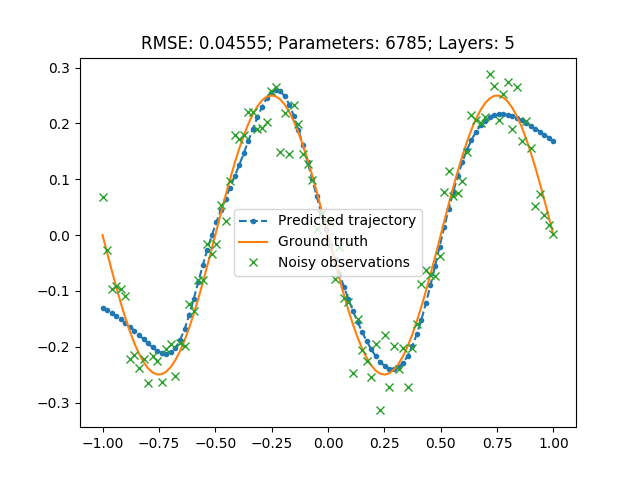 RMSE: 0.04555; Parameters: 6785; Layers: 5
0.3
0.2
0.1
0.0
−0.1
−0.2
−0.3
Predicted trajectory
Ground truth
Noisy observations
−1.00 −0.75 −0.50 −0.25 0.00 0.25 0.50 0.75 1.00